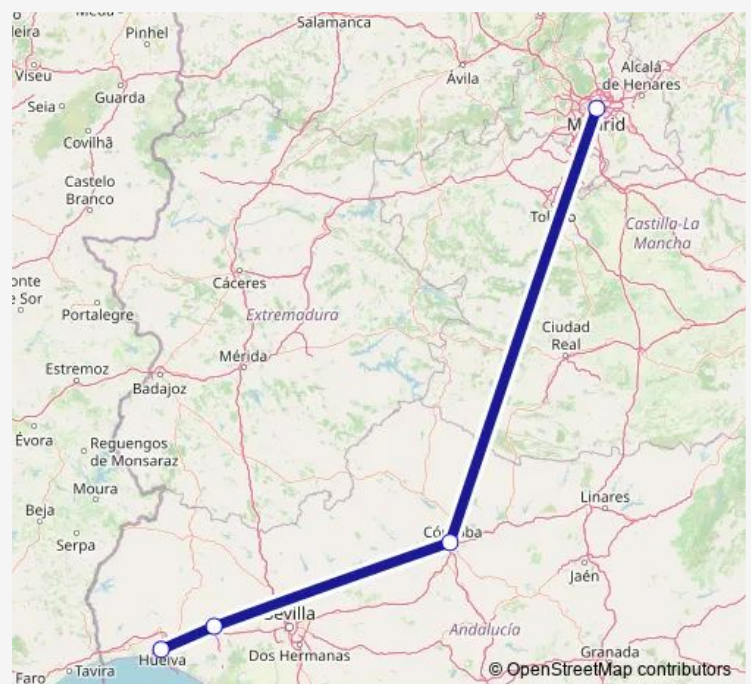 Pinhel
Salamanca
Viseu
Guarda
Seia
Ávila
Alcalá
de Henares
Covilhã
Castelo
Branco
Castilla-La
Mancha
Cáceres
Portalegre
Extremadura
Ciudad
Real
Mérida
Estremoz
Badajoz
Évora
Reguengos
de Monsaraz
Moura
Linares
Beja
Serpa
Jaén
Andalucía
Huelva
Dos Hermanas
Granada
Faro
Tavira
© OpenStreetMap contributors